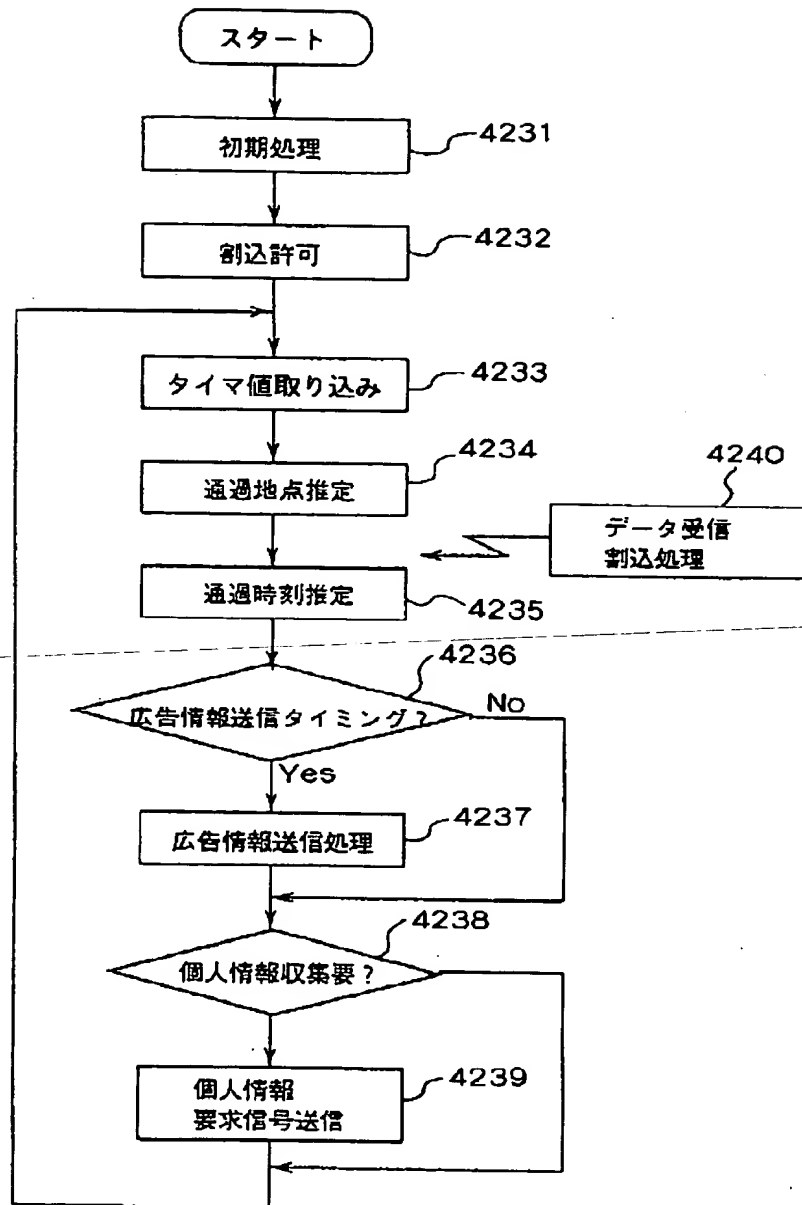 スタート
初期処理
4231
割込許可
4232
タイマ値取り込み
4233
通過地点推定
4234
データ受信
割込処理
4240
通過時刻推定
4235
広告情報送信タイミング?
4236
No
Yes
広告情報送信処理
4237
個人情報収集要?
4238
個人情報
要求信号送信
4239